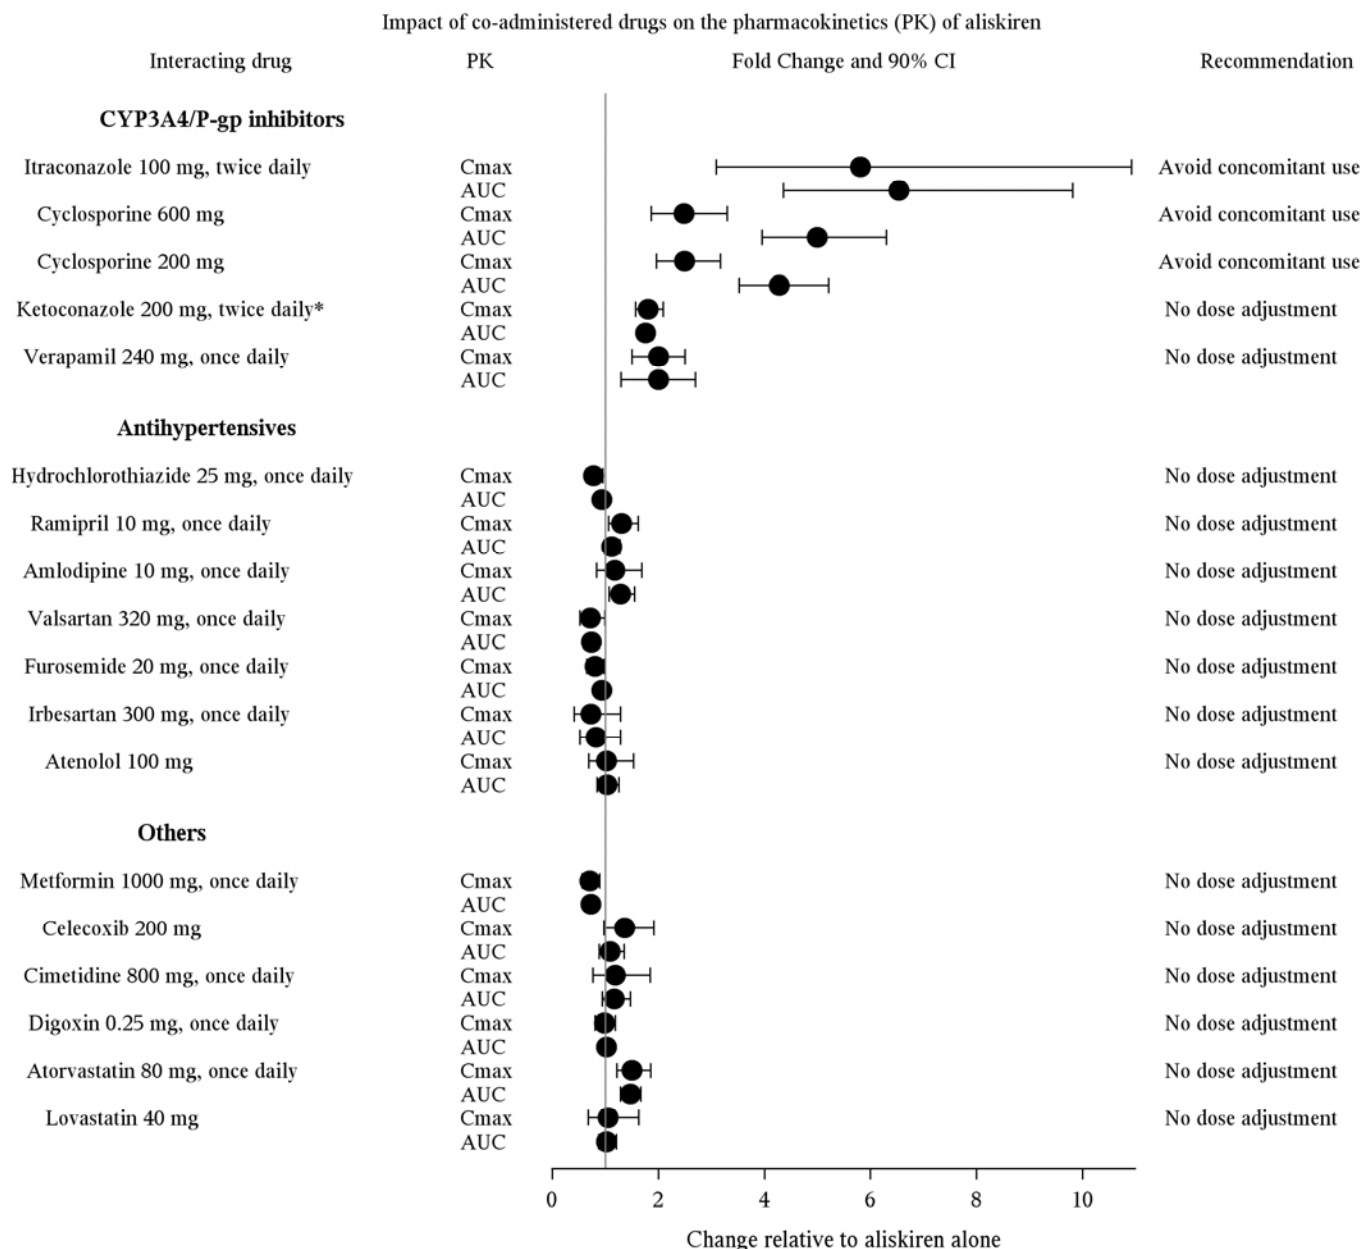 Impact of co-administered drugs on the pharmacokinetics (PK) of aliskiren
Interacting drug PK Fold Change and 90% CI Recommendation
CYP3A4/P-gp inhibitors
Itraconazole 100 mg, twice daily Cmax Avoid concomitant use
AUC
Cyclosporine 600 mg Cmax Avoid concomitant use
AUC
Cyclosporine 200 mg Cmax Avoid concomitant use
AUC
Ketoconazole 200 mg, twice daily* Cmax No dose adjustment
AUC
Verapamil 240 mg, once daily Cmax No dose adjustment
AUC
Antihypertensives
Hydrochlorothiazide 25 mg, once daily Cmax No dose adjustment
AUC
Ramipril 10 mg, once daily Cmax No dose adjustment
AUC
Amlodipine 10 mg, once daily Cmax No dose adjustment
AUC
Valsartan 320 mg, once daily Cmax No dose adjustment
AUC
Furosemide 20 mg, once daily Cmax No dose adjustment
AUC
Irbesartan 300 mg, once daily Cmax No dose adjustment
AUC
Atenolol 100 mg Cmax No dose adjustment
AUC
Others
Metformin 1000 mg, once daily Cmax No dose adjustment
AUC
Celecoxib 200 mg Cmax No dose adjustment
AUC
Cimetidine 800 mg, once daily Cmax No dose adjustment
AUC
Digoxin 0.25 mg, once daily Cmax No dose adjustment
AUC
Atorvastatin 80 mg, once daily Cmax No dose adjustment
AUC
Lovastatin 40 mg Cmax No dose adjustment
AUC
0 2 4 6 8 10
Change relative to aliskiren alone